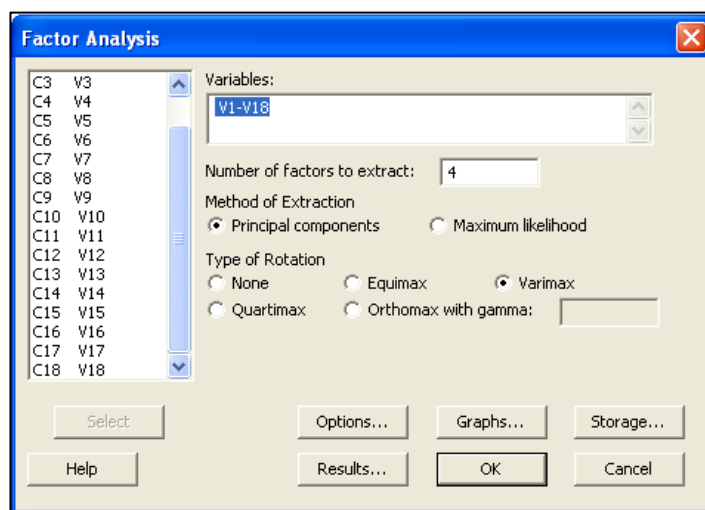 Factor Analysis
C3 V3
C4 V4
C5 V5
C6 V6
C7 V7
C8 V8
C9 V9
C10 V10
C11 V11
C12 V12
C13 V13
C14 V14
C15 V15
C16 V16
C17 V17
C18 V18
Variables:
V1-V18
Number of factors to extract: 4
Method of Extraction
Principal components Maximum likelihood
Type of Rotation
None Equimax Varimax
Quartimax Orthomax with gamma:
Select Options... Graphs... Storage...
Help Results... OK Cancel